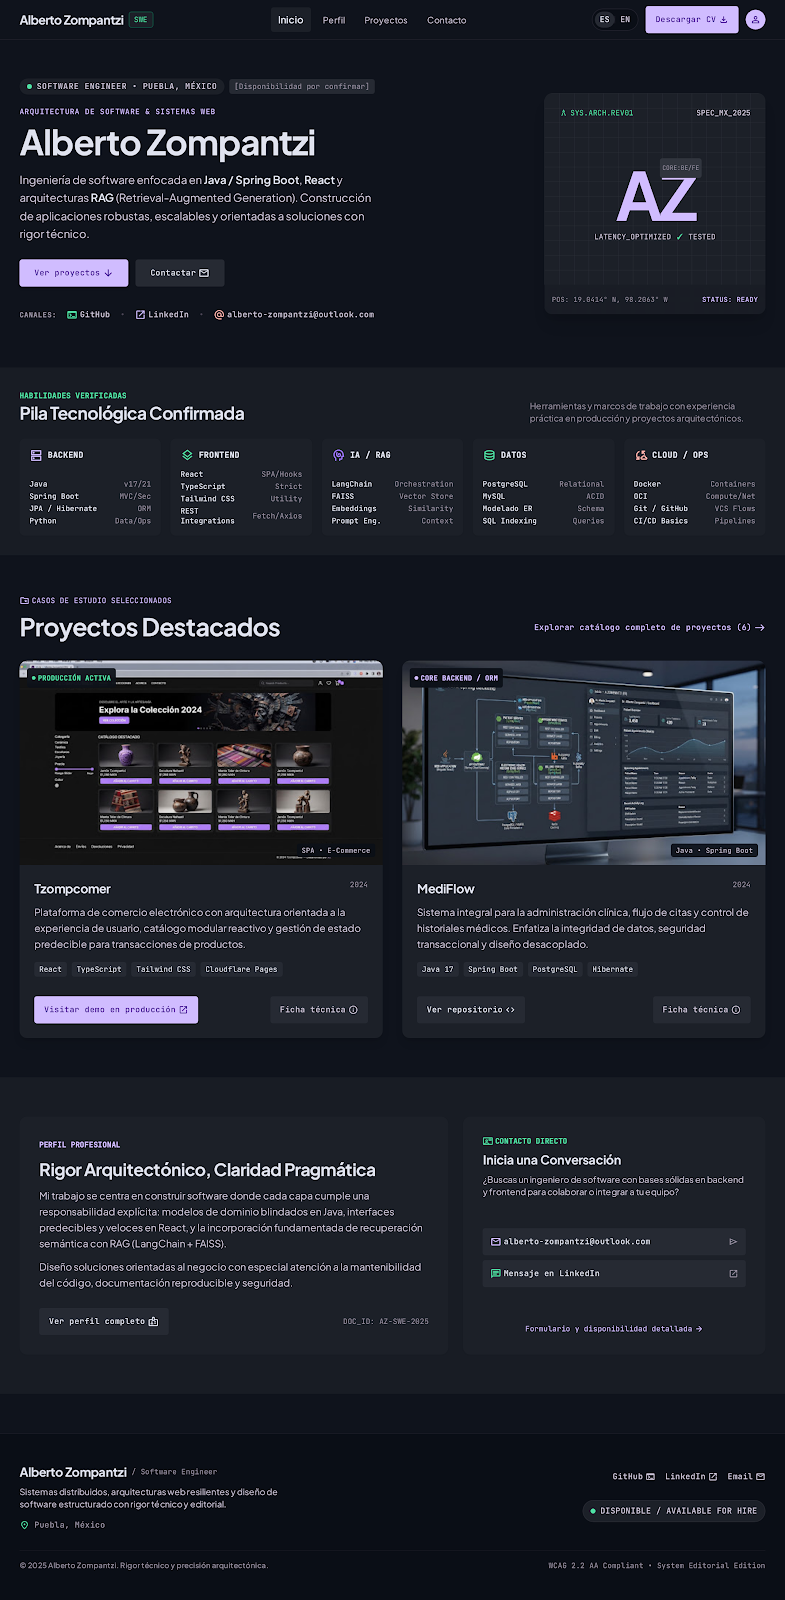 Alberto Zompantzi SWE Inicio Perfil Proyectos Contacto ES EN Descargar CV
SOFTWARE ENGINEER • PUEBLA, MÉXICO [Disponibilidad por confirmar]
ARQUITECTURA DE SOFTWARE & SISTEMAS WEB
Alberto Zompantzi
Ingeniería de software enfocada en Java / Spring Boot, React y
arquitecturas RAG (Retrieval-Augmented Generation). Construcción
de aplicaciones robustas, escalables y orientadas a soluciones con
rigor técnico.
Ver proyectos Contactar
CANALES: GitHub • LinkedIn • alberto-zompantzi@outlook.com
SYS.ARCH.REV01 SPEC_MX_2025
CORE:BE/FE
AZ
LATENCY_OPTIMIZED ✓ TESTED
POS: 19.0414° N, 98.2063° W STATUS: READY
HABILIDADES VERIFICADAS
Pila Tecnológica Confirmada
Herramientas y marcos de trabajo con experiencia
práctica en producción y proyectos arquitectónicos.
BACKEND
Java v17/21
Spring Boot MVC/Sec
JPA / Hibernate ORM
Python Data/Ops
FRONTEND
React SPA/Hooks
TypeScript Strict
Tailwind CSS Utility
REST
Integrations Fetch/Axios
IA / RAG
LangChain Orchestration
FAISS Vector Store
Embeddings Similarity
Prompt Eng. Context
DATOS
PostgreSQL Relational
MySQL ACID
Modelado ER Schema
SQL Indexing Queries
CLOUD / OPS
Docker Containers
OCI Compute/Net
Git / GitHub VCS Flows
CI/CD Basics Pipelines
CASOS DE ESTUDIO SELECCIONADOS
Proyectos Destacados
Explorar catálogo completo de proyectos (6) →
PRODUCCIÓN ACTIVA
Explora la Colección 2024
CATÁLOGO DESTACADO
SPA • E-Commerce
Tzompcomer 2024
Plataforma de comercio electrónico con arquitectura orientada a la
experiencia de usuario, catálogo modular reactivo y gestión de estado
predecible para transacciones de productos.
React TypeScript Tailwind CSS Cloudflare Pages
Visitar demo en producción Ficha técnica
CORE BACKEND / ORM
Java • Spring Boot
MediFlow 2024
Sistema integral para la administración clínica, flujo de citas y control de
historiales médicos. Enfatiza la integridad de datos, seguridad
transaccional y diseño desacoplado.
Java 17 Spring Boot PostgreSQL Hibernate
Ver repositorio Ficha técnica
PERFIL PROFESIONAL
Rigor Arquitectónico, Claridad Pragmática
Mi trabajo se centra en construir software donde cada capa cumple una
responsabilidad explícita: modelos de dominio blindados en Java, interfaces
predecibles y veloces en React, y la incorporación fundamentada de recuperación
semántica con RAG (LangChain + FAISS).
Diseño soluciones orientadas al negocio con especial atención a la mantenibilidad
del código, documentación reproducible y seguridad.
Ver perfil completo DOC_ID: AZ-SWE-2025
CONTACTO DIRECTO
Inicia una Conversación
¿Buscas un ingeniero de software con bases sólidas en backend
y frontend para colaborar o integrar a tu equipo?
alberto-zompantzi@outlook.com
Mensaje en LinkedIn
Formulario y disponibilidad detallada →
Alberto Zompantzi / Software Engineer
Sistemas distribuidos, arquitecturas web resilientes y diseño de
software estructurado con rigor técnico y editorial.
Puebla, México
GitHub LinkedIn Email
DISPONIBLE / AVAILABLE FOR HIRE
© 2025 Alberto Zompantzi. Rigor técnico y precisión arquitectónica.
WCAG 2.2 AA Compliant • System Editorial Edition